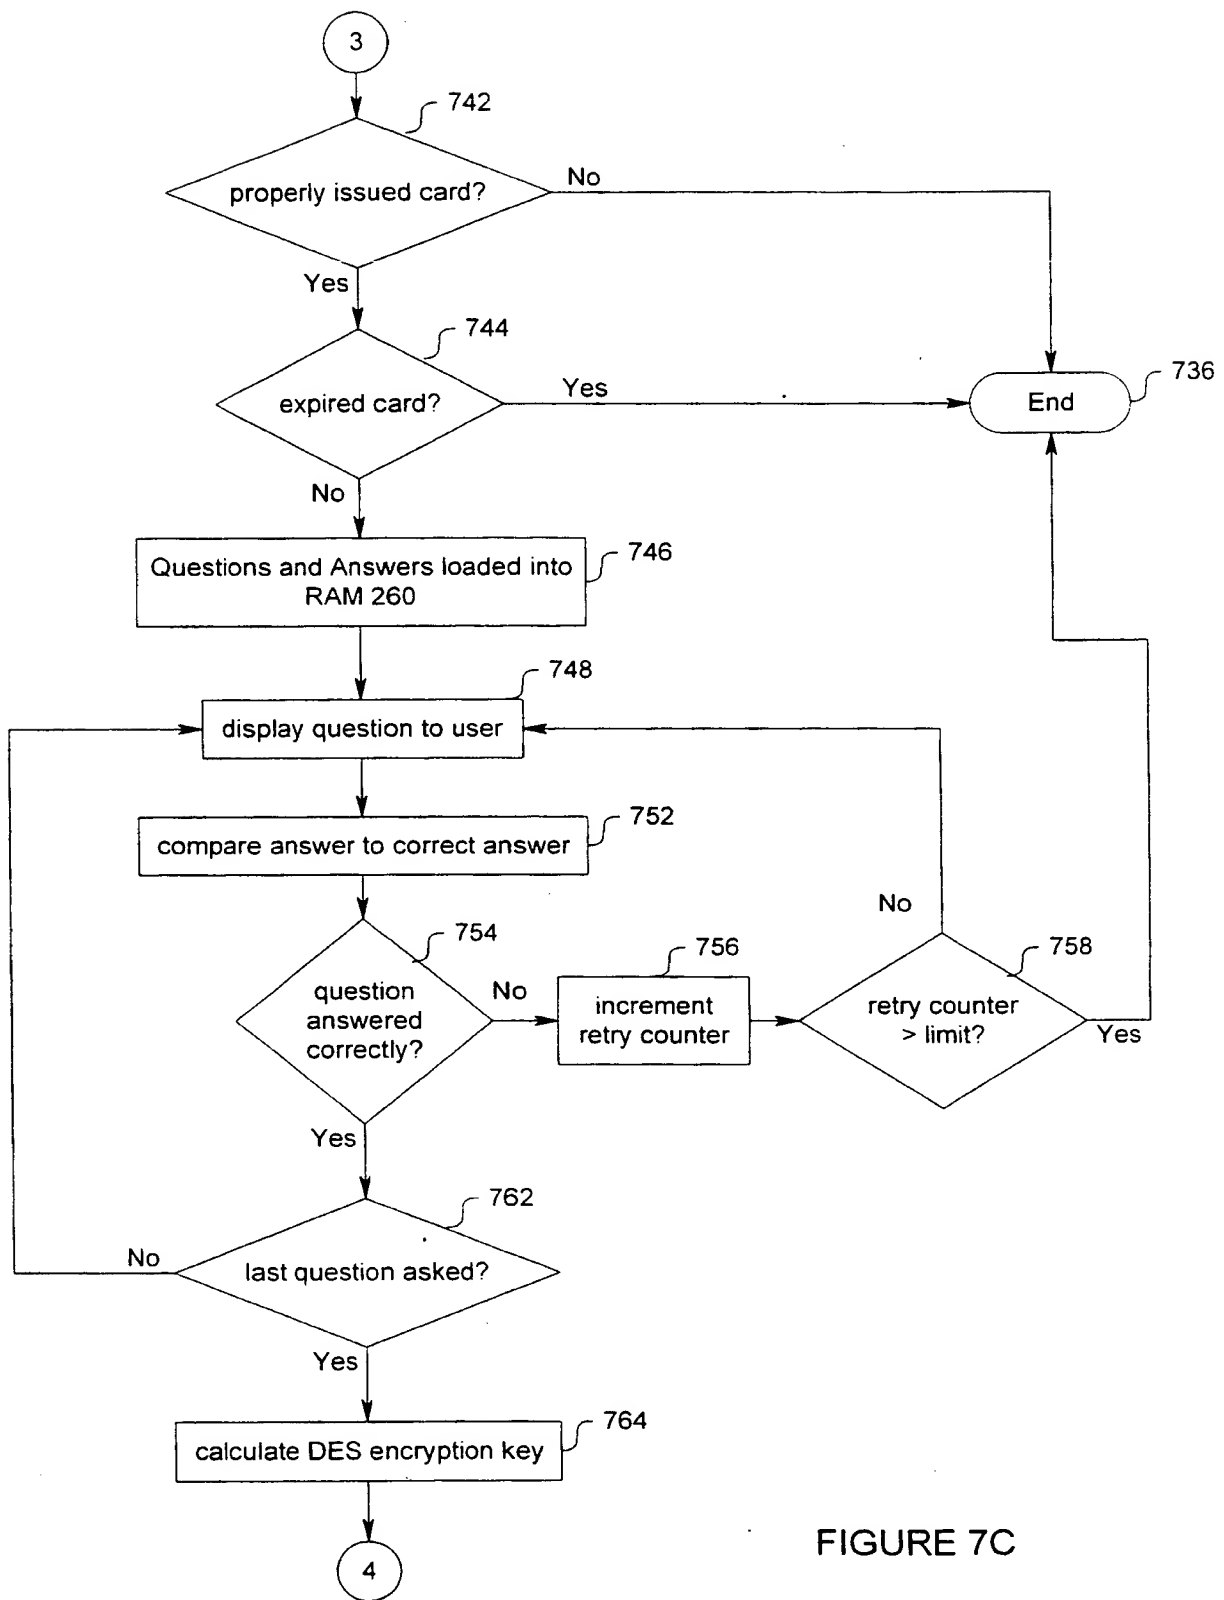 3
742
properly issued card?
No
Yes
744
expired card?
Yes
736
End
No
746
Questions and Answers loaded into
RAM 260
748
display question to user
752
compare answer to correct answer
No
754
756
758
question
answered
correctly?
No
increment
retry counter
retry counter
> limit?
Yes
Yes
762
No
last question asked?
Yes
764
calculate DES encryption key
4
FIGURE 7C